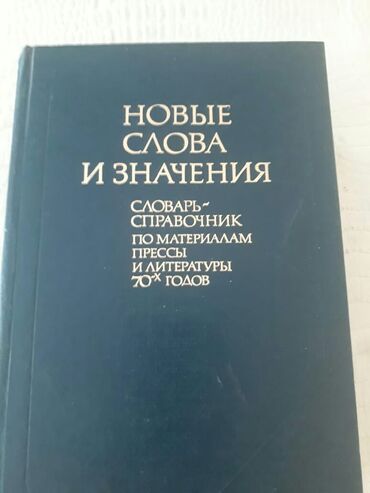 НОВЫЕ
СЛОВА
И ЗНАЧЕНИЯ
СЛОВАРЬ-
СПРАВОЧНИК
ПО МАТЕРИАЛАМ
ПРЕССЫ
И ЛИТЕРАТУРЫ
70-х ГОДОВ